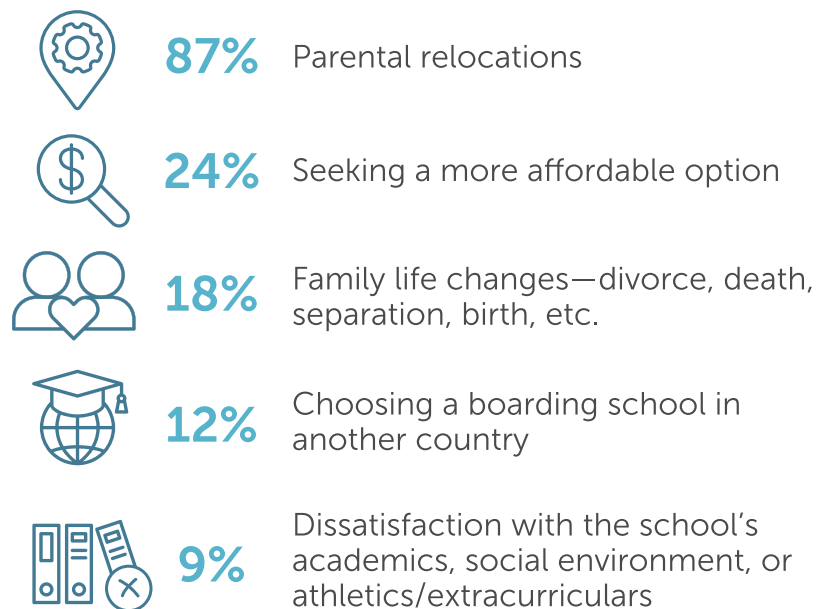 87% Parental relocations
$
24% Seeking a more affordable option
18% Family life changes—divorce, death,
separation, birth, etc.
12% Choosing a boarding school in
another country
9% Dissatisfaction with the school’s
academics, social environment, or
athletics/extracurriculars